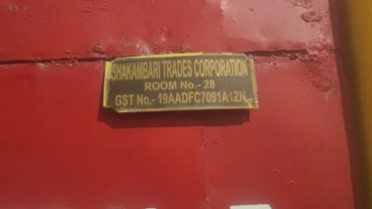 SHAKAMBARI TRADES CORPORATION
ROOM No.- 28
GST No.- 19AADFC7091A1ZN